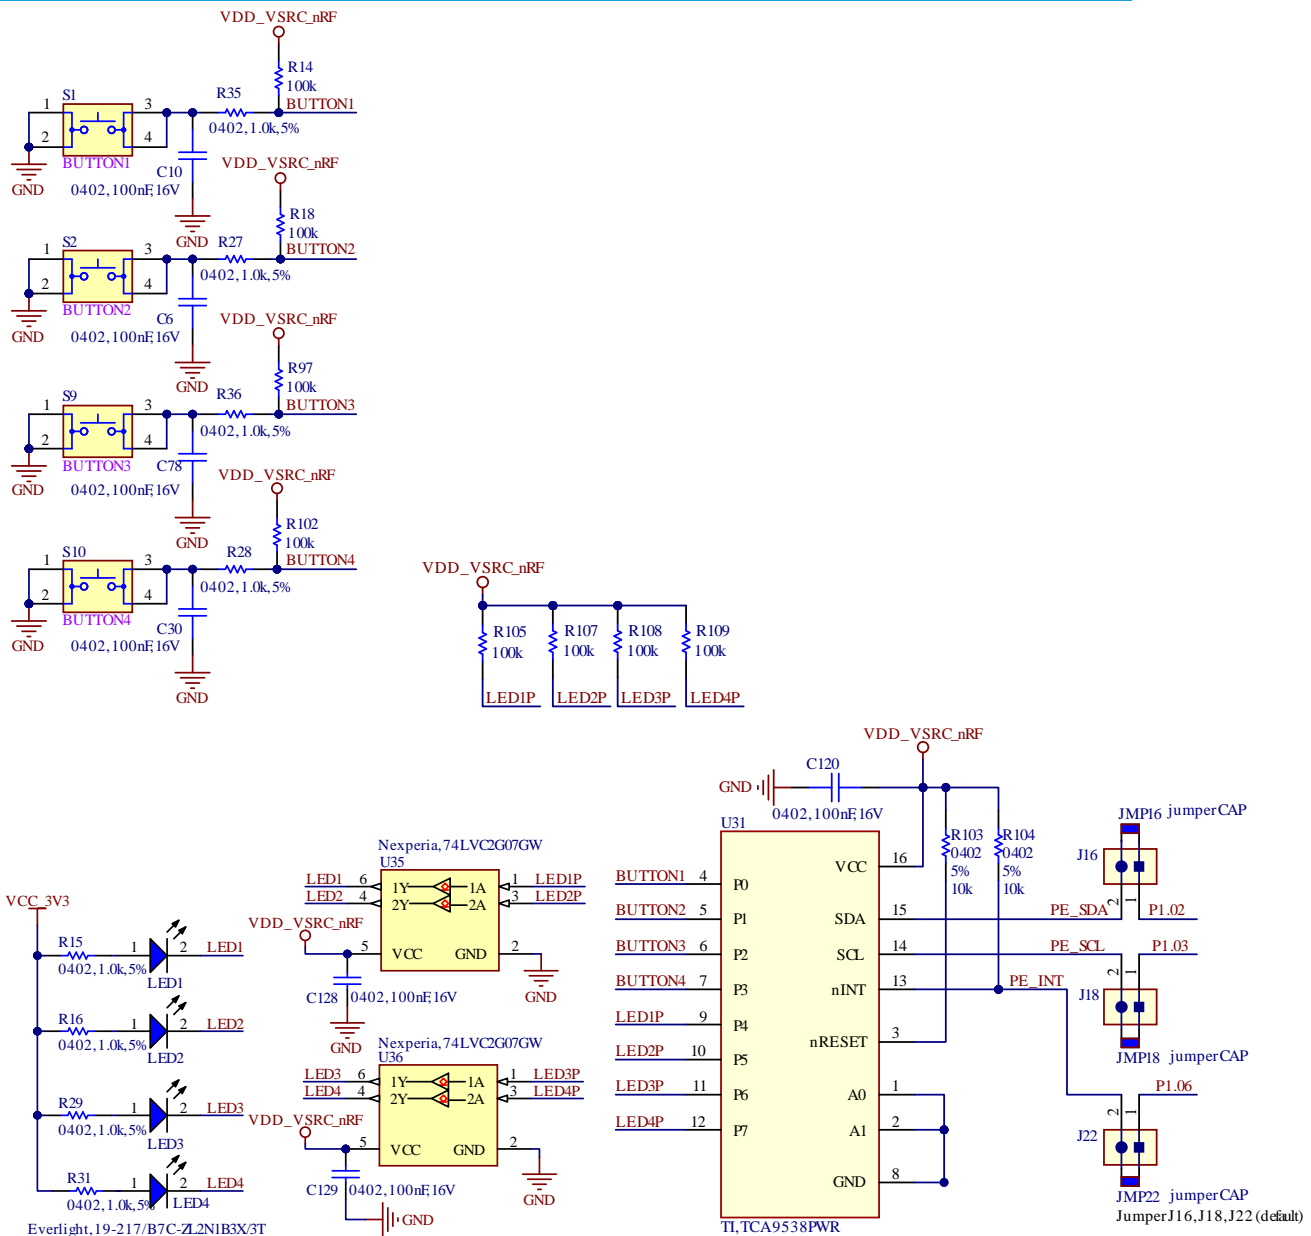 VDD_VSRC_nRF
R14
100k
S1
R35
BUTTON1
1
2
3
4
0402,1.0k,5%
BUTTON1
C10
0402,100nF,16V
GND
GND
VDD_VSRC_nRF
R18
100k
S2
R27
BUTTON2
1
2
3
4
0402,1.0k,5%
BUTTON2
C6
0402,100nF,16V
GND
GND
VDD_VSRC_nRF
R97
100k
S9
R36
BUTTON3
1
2
3
4
0402,1.0k,5%
BUTTON3
C78
0402,100nF,16V
GND
GND
VDD_VSRC_nRF
R102
100k
S10
R28
BUTTON4
1
2
3
4
0402,1.0k,5%
BUTTON4
C30
0402,100nF,16V
GND
GND
VDD_VSRC_nRF
R105
100k
R107
100k
R108
100k
R109
100k
LED1P
LED2P
LED3P
LED4P
VCC_3V3
R15
0402,1.0k,5%
1
2
LED1
LED1
R16
0402,1.0k,5%
1
2
LED2
LED2
R29
0402,1.0k,5%
1
2
LED3
LED3
R31
0402,1.0k,5%
1
2
LED4
LED4
Everlight,19-217/B7C-ZL2N1B3X/3T
Nexperia,74LVC2G07GW
U35
LED1
6
1Y
1A
1
LED1P
LED2
4
2Y
2A
3
LED2P
VDD_VSRC_nRF
5
VCC
GND
2
GND
C128
0402,100nF,16V
GND
Nexperia,74LVC2G07GW
U36
LED3
6
1Y
1A
1
LED3P
LED4
4
2Y
2A
3
LED4P
VDD_VSRC_nRF
5
VCC
GND
2
GND
C129
0402,100nF,16V
GND
VDD_VSRC_nRF
C120
GND
0402,100nF,16V
U31
R103
0402
5%
10k
R104
0402
5%
10k
VCC
16
BUTTON1
4
P0
BUTTON2
5
P1
SDA
15
PE_SDA
BUTTON3
6
P2
SCL
14
PE_SCL
BUTTON4
7
P3
nINT
13
PE_INT
LED1P
9
P4
nRESET
3
LED2P
10
P5
LED3P
11
P6
A0
1
LED4P
12
P7
A1
2
GND
8
TI,TCA9538PWR
JMP16
jumperCAP
J16
2
1
P1.02
P1.03
2
1
J18
JMP18
jumperCAP
P1.06
2
1
J22
JMP22
jumperCAP
Jumper J16,J18,J22 (default)